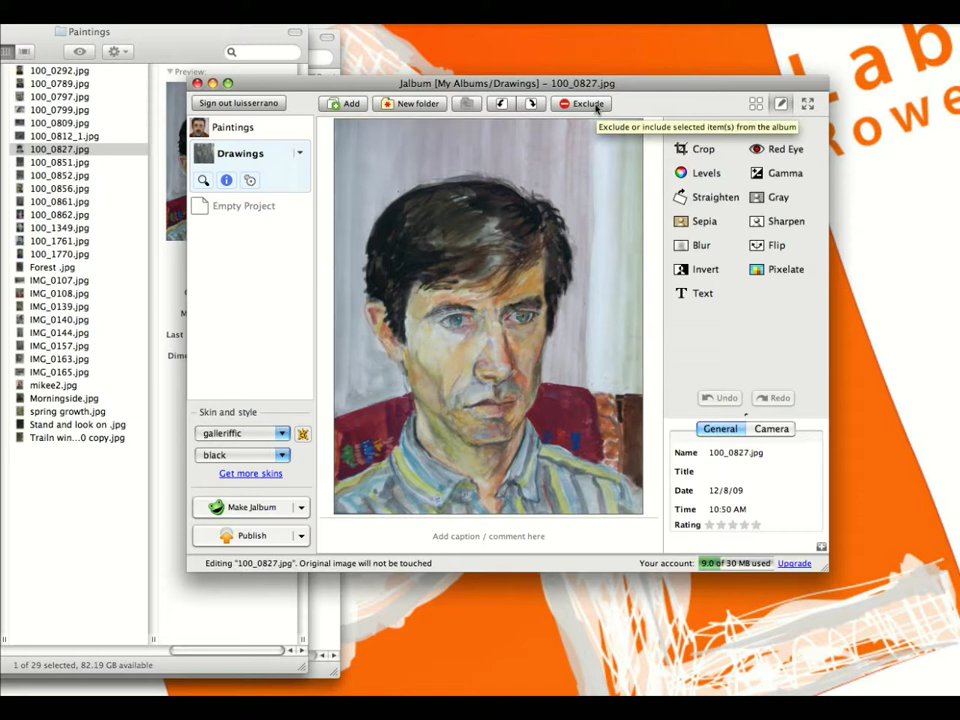 Paintings
100_0292.jpg
100_0789.jpg
100_0797.jpg
100_0799.jpg
100_0809.jpg
100_0812_1.jpg
100_0827.jpg
100_0851.jpg
100_0852.jpg
100_0856.jpg
100_0861.jpg
100_0862.jpg
100_1349.jpg
100_1761.jpg
100_1770.jpg
Forest .jpg
IMG_0107.jpg
IMG_0108.jpg
IMG_0139.jpg
IMG_0140.jpg
IMG_0144.jpg
IMG_0157.jpg
IMG_0163.jpg
IMG_0165.jpg
mikee2.jpg
Morningside.jpg
spring growth.jpg
Stand and look on .jpg
Trailn win...0 copy.jpg
1 of 29 selected, 82.19 GB available
Preview:
Last
Dime
Jalbum [My Albums/Drawings] - 100_0827.jpg
Sign out luisserrano
Add
New folder
Exclude
Exclude or include selected item(s) from the album
Paintings
Drawings
Empty Project
Skin and style
galleriffic
black
Get more skins
Make Jalbum
Publish
Add caption / comment here
Crop
Red Eye
Levels
Gamma
Straighten
Gray
Sepia
Sharpen
Blur
Flip
Invert
Pixelate
Text
Undo
Redo
General
Camera
Name 100_0827.jpg
Title
Date 12/8/09
Time 10:50 AM
Rating
Editing "100_0827.jpg". Original image will not be touched
Your account: 9.0 of 30 MB used Upgrade
Lab
Rowe